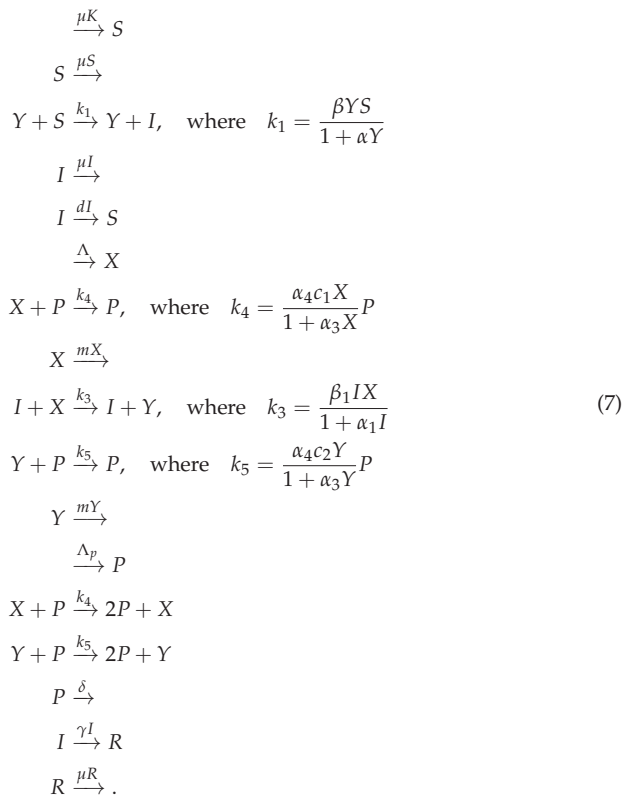 $\xrightarrow{\mu K} S$
$S \xrightarrow{\mu S}$
$Y + S \xrightarrow{k_1} Y + I, \quad \text{where} \quad k_1 = \frac{\beta Y S}{1 + \alpha Y}$
$I \xrightarrow{\mu I}$
$I \xrightarrow{dI} S$
$\xrightarrow{\Lambda} X$
$X + P \xrightarrow{k_4} P, \quad \text{where} \quad k_4 = \frac{\alpha_4 c_1 X}{1 + \alpha_3 X} P$
$X \xrightarrow{mX}$
$I + X \xrightarrow{k_3} I + Y, \quad \text{where} \quad k_3 = \frac{\beta_1 I X}{1 + \alpha_1 I}$ (7)
$Y + P \xrightarrow{k_5} P, \quad \text{where} \quad k_5 = \frac{\alpha_4 c_2 Y}{1 + \alpha_3 Y} P$
$Y \xrightarrow{mY}$
$\xrightarrow{\Lambda_p} P$
$X + P \xrightarrow{k_4} 2P + X$
$Y + P \xrightarrow{k_5} 2P + Y$
$P \xrightarrow{\delta}$
$I \xrightarrow{\gamma I} R$
$R \xrightarrow{\mu R} .$